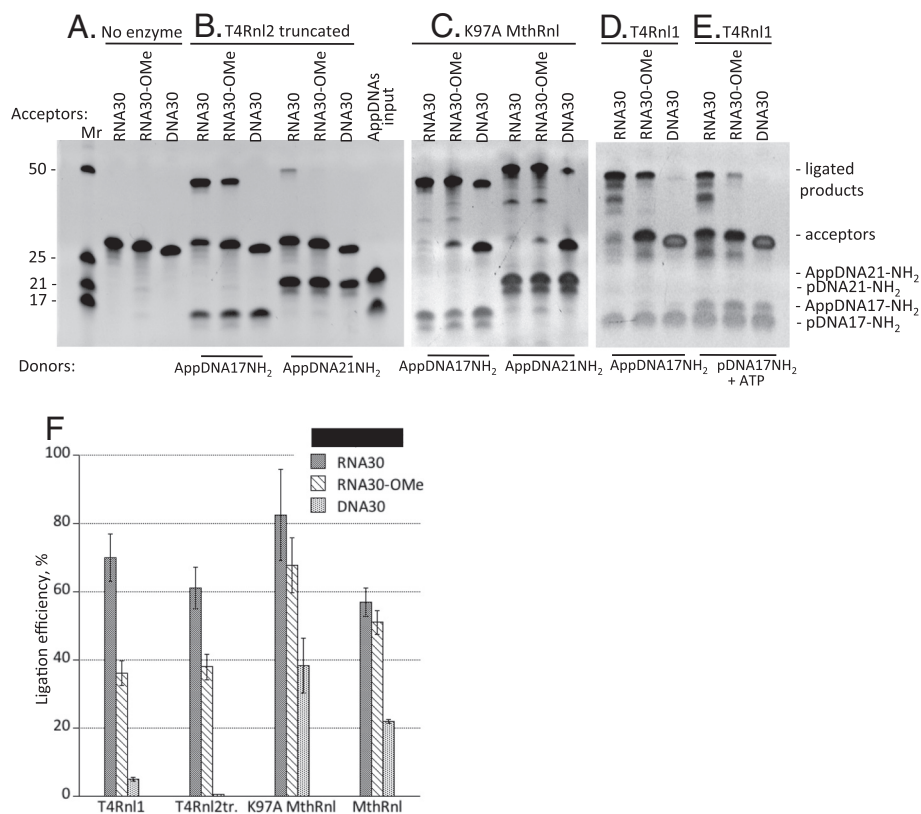 A. No enzyme B. T4Rnl2 truncated C. K97A MthRnl D. T4Rnl1 E. T4Rnl1
Acceptors: RNA30 RNA30-OMe DNA30 RNA30 RNA30-OMe DNA30 RNA30 RNA30-OMe DNA30 AppDNAs input RNA30 RNA30-OMe DNA30 RNA30 RNA30-OMe DNA30 RNA30 RNA30-OMe DNA30 RNA30 RNA30-OMe DNA30
Mr
50 -
25 -
21 -
17 -
- ligated
products
- acceptors
- AppDNA21-NH2
- pDNA21-NH2
- AppDNA17-NH2
- pDNA17-NH2
Donors: AppDNA17NH2 AppDNA21NH2 AppDNA17NH2 AppDNA21NH2 AppDNA17NH2 pDNA17NH2
+ ATP
F
RNA30
RNA30-OMe
DNA30
Ligation efficiency, %
100
80
60
40
20
0
T4Rnl1 T4Rnl2tr. K97A MthRnl MthRnl